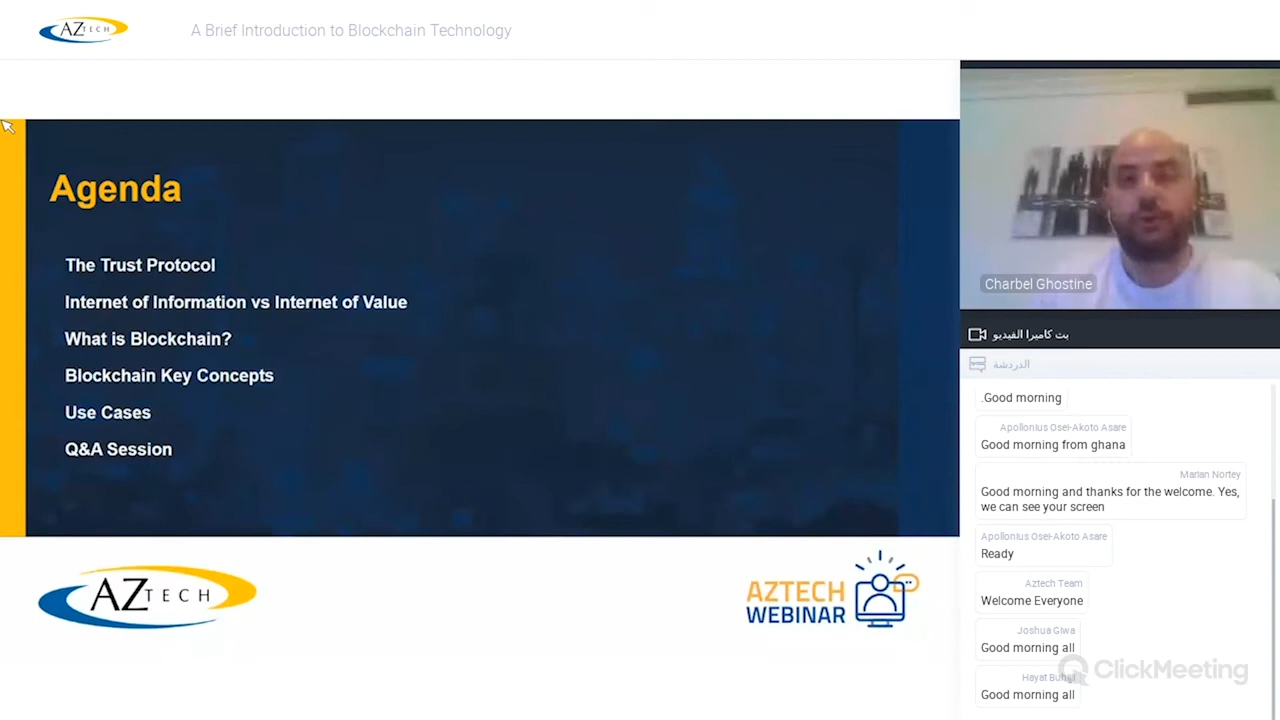 AZTECH
A Brief Introduction to Blockchain Technology
Agenda
The Trust Protocol
Internet of Information vs Internet of Value
What is Blockchain?
Blockchain Key Concepts
Use Cases
Q&A Session
AZTECH
AZTECH
WEBINAR
Charbel Ghostine
بث كاميرا الفيديو
الدردشة
.Good morning
Apollonius Osei-Akoto Asare
Good morning from ghana
Marian Nortey
Good morning and thanks for the welcome. Yes,
we can see your screen
Apollonius Osei-Akoto Asare
Ready
Aztech Team
Welcome Everyone
Joshua Giwa
Good morning all
Hayat
Good morning all
ClickMeeting